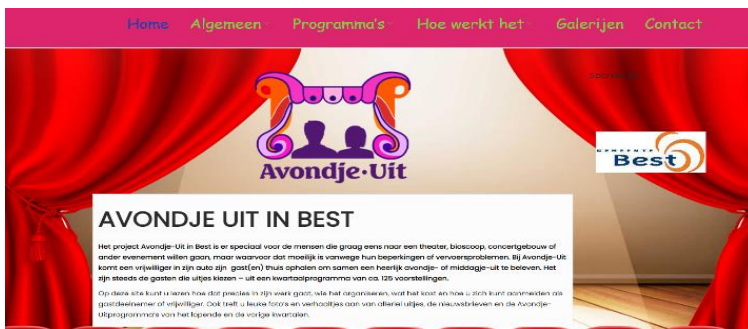 Home Algemeen Programma's Hoe werkt het Galerijen Contact
GEMEENTE
Best
Avondje·Uit
AVONDJE UIT IN BEST
Het project Avondje-Uit in Best is er speciaal voor de mensen die graag eens naar een theater, bioscoop, concertgebouw of
ander evenement willen gaan, maar waarvoor dat moeilijk is vanwege hun beperkingen of vervoersproblemen. Bij Avondje-Uit
komt een vrijwilliger in zijn auto zijn gast(en) thuis ophalen om samen een heerlijk avondje- of middagje-uit te beleven. Het
zijn steeds de gasten die uitjes kiezen – uit een kwartaalprogramma van ca. 125 voorstellingen.
Op deze site kunt u lezen hoe dat precies in zijn werk gaat, wie het organiseren, wat het kost en hoe u zich kunt aanmelden als
gastdeelnemer of vrijwilliger. Ook treft u leuke foto's en verhaaltjes aan van allerlei uitjes, de nieuwsbrieven en de Avondje-
Uitprogramma's van het lopende en de vorige kwartalen.